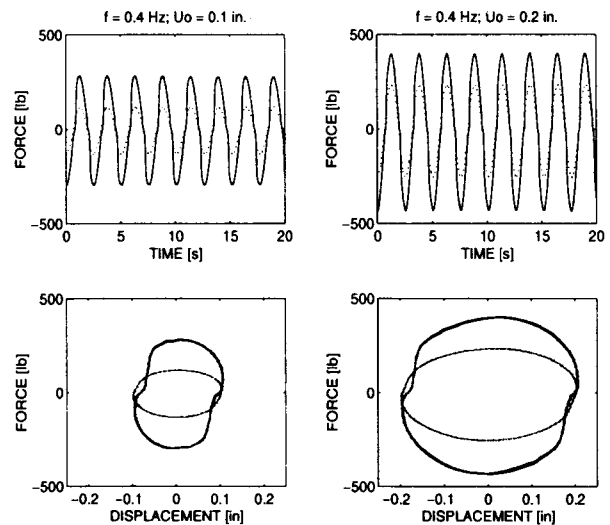 f = 0.4 Hz; Uo = 0.1 in.
FORCE [lb]
500
0
−500
0 5 10 15 20
TIME [s]
f = 0.4 Hz; Uo = 0.2 in.
FORCE [lb]
500
0
−500
0 5 10 15 20
TIME [s]
FORCE [lb]
500
0
−500
−0.2 −0.1 0 0.1 0.2
DISPLACEMENT [in]
FORCE [lb]
500
0
−500
−0.2 −0.1 0 0.1 0.2
DISPLACEMENT [in]